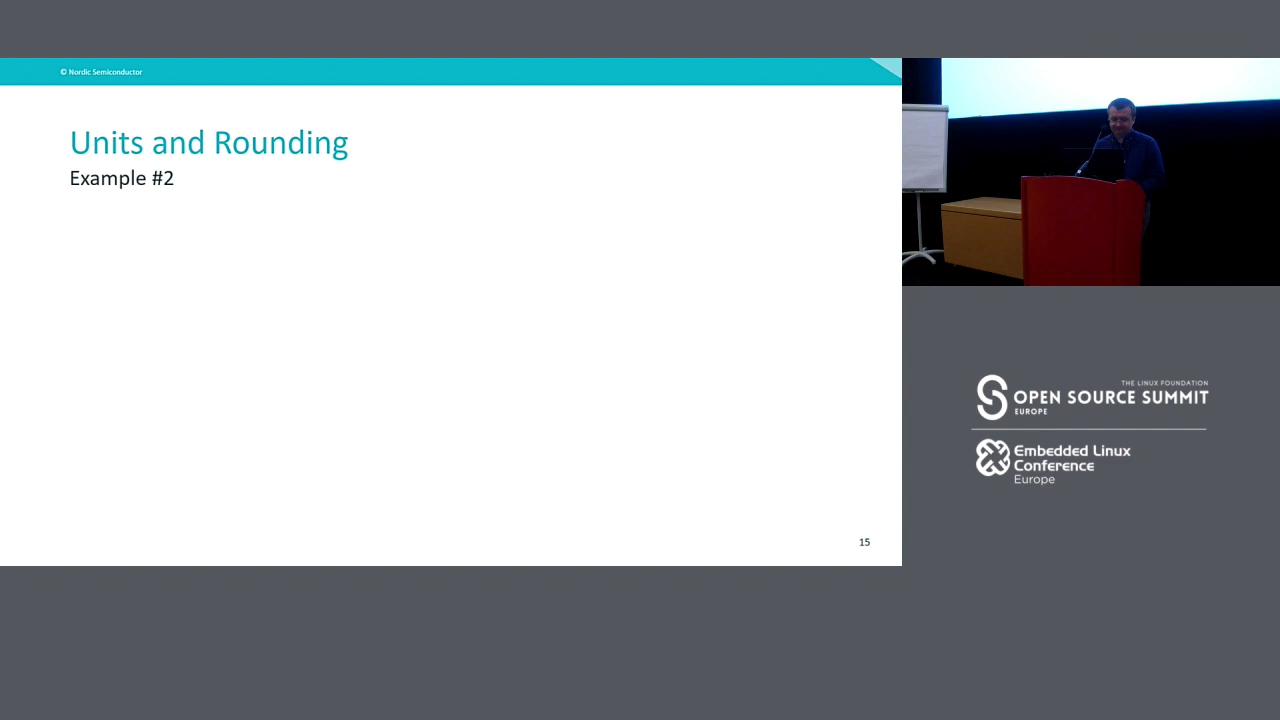 © Nordic Semiconductor
Units and Rounding
Example #2
15
THE LINUX FOUNDATION
OPEN SOURCE SUMMIT
EUROPE
Embedded Linux
Conference
Europe